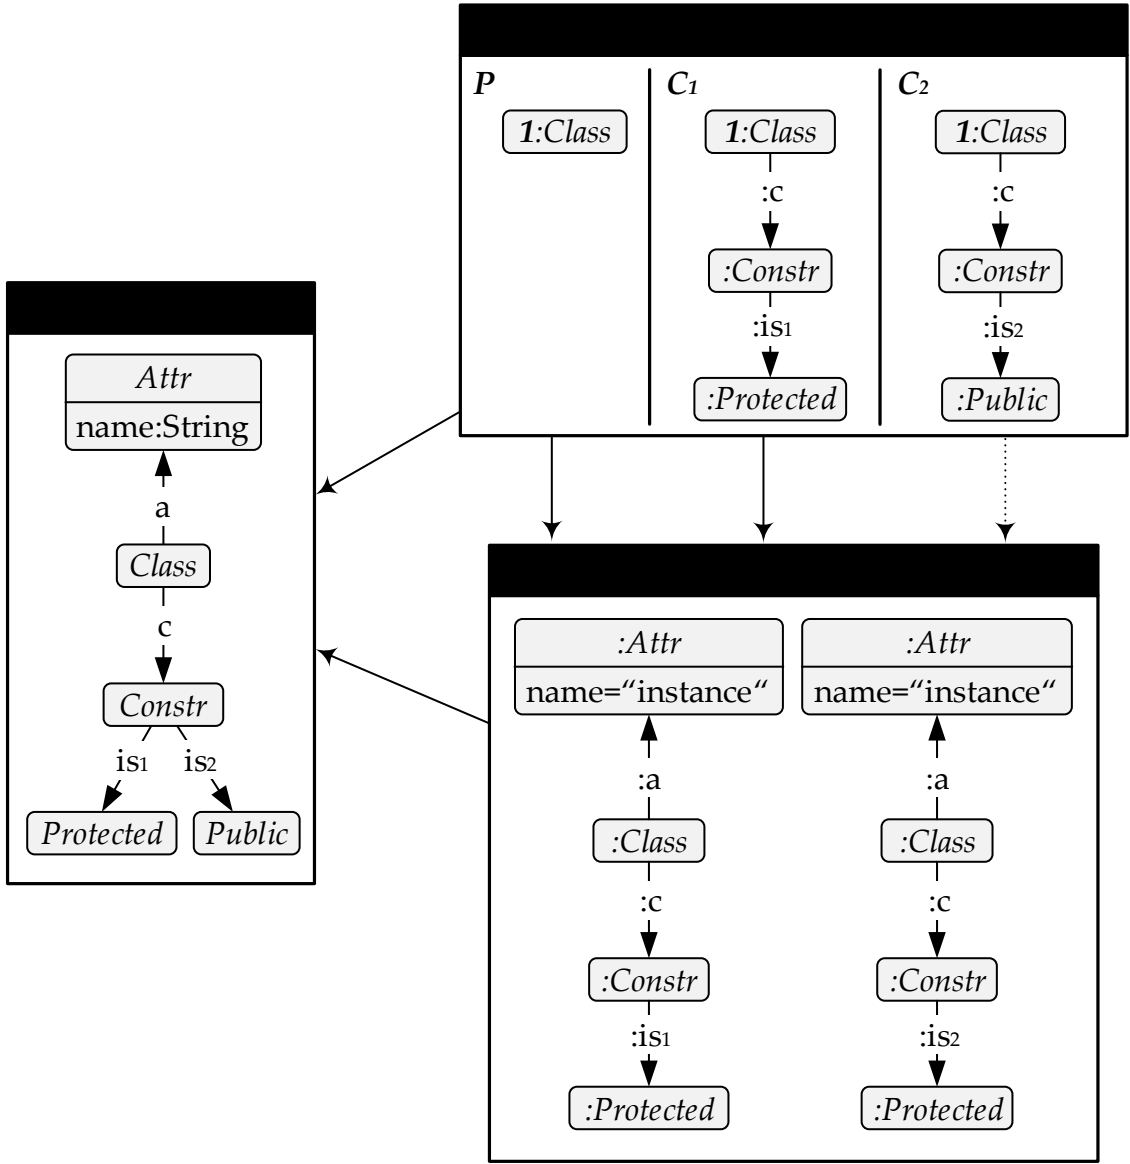 P
C1
C2
1:Class
1:Class
1:Class
:c
:c
:Constr
:Constr
:is1
:is2
:Protected
:Public
Attr
name:String
a
Class
c
Constr
is1
is2
Protected
Public
:Attr
:Attr
name=“instance“
name=“instance“
:a
:a
:Class
:Class
:c
:c
:Constr
:Constr
:is1
:is2
:Protected
:Protected